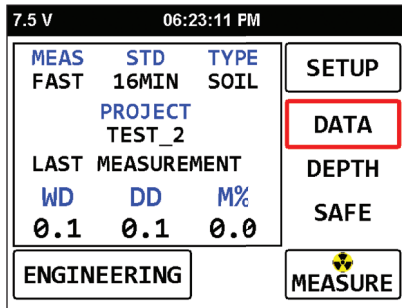 7.5 V 06:23:11 PM
MEAS STD TYPE
FAST 16MIN SOIL
PROJECT
TEST_2
LAST MEASUREMENT
WD DD M%
0.1 0.1 0.0
SETUP
DATA
DEPTH
SAFE
ENGINEERING
MEASURE